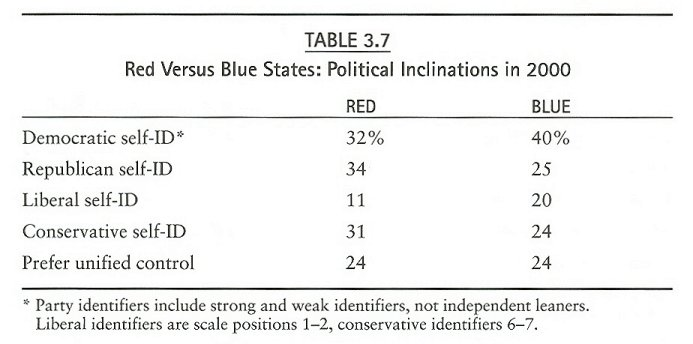 TABLE 3.7
Red Versus Blue States: Political Inclinations in 2000
RED BLUE
Democratic self-ID* 32% 40%
Republican self-ID 34 25
Liberal self-ID 11 20
Conservative self-ID 31 24
Prefer unified control 24 24
* Party identifiers include strong and weak identifiers, not independent leaners.
Liberal identifiers are scale positions 1–2, conservative identifiers 6–7.